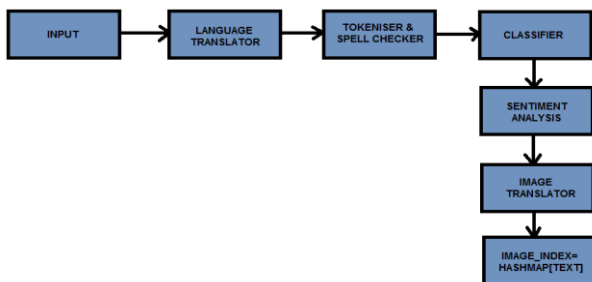 INPUT
LANGUAGE
TRANSLATOR
TOKENISER &
SPELL CHECKER
CLASSIFIER
SENTIMENT
ANALYSIS
IMAGE
TRANSLATOR
IMAGE_INDEX=
HASHMAP[TEXT]